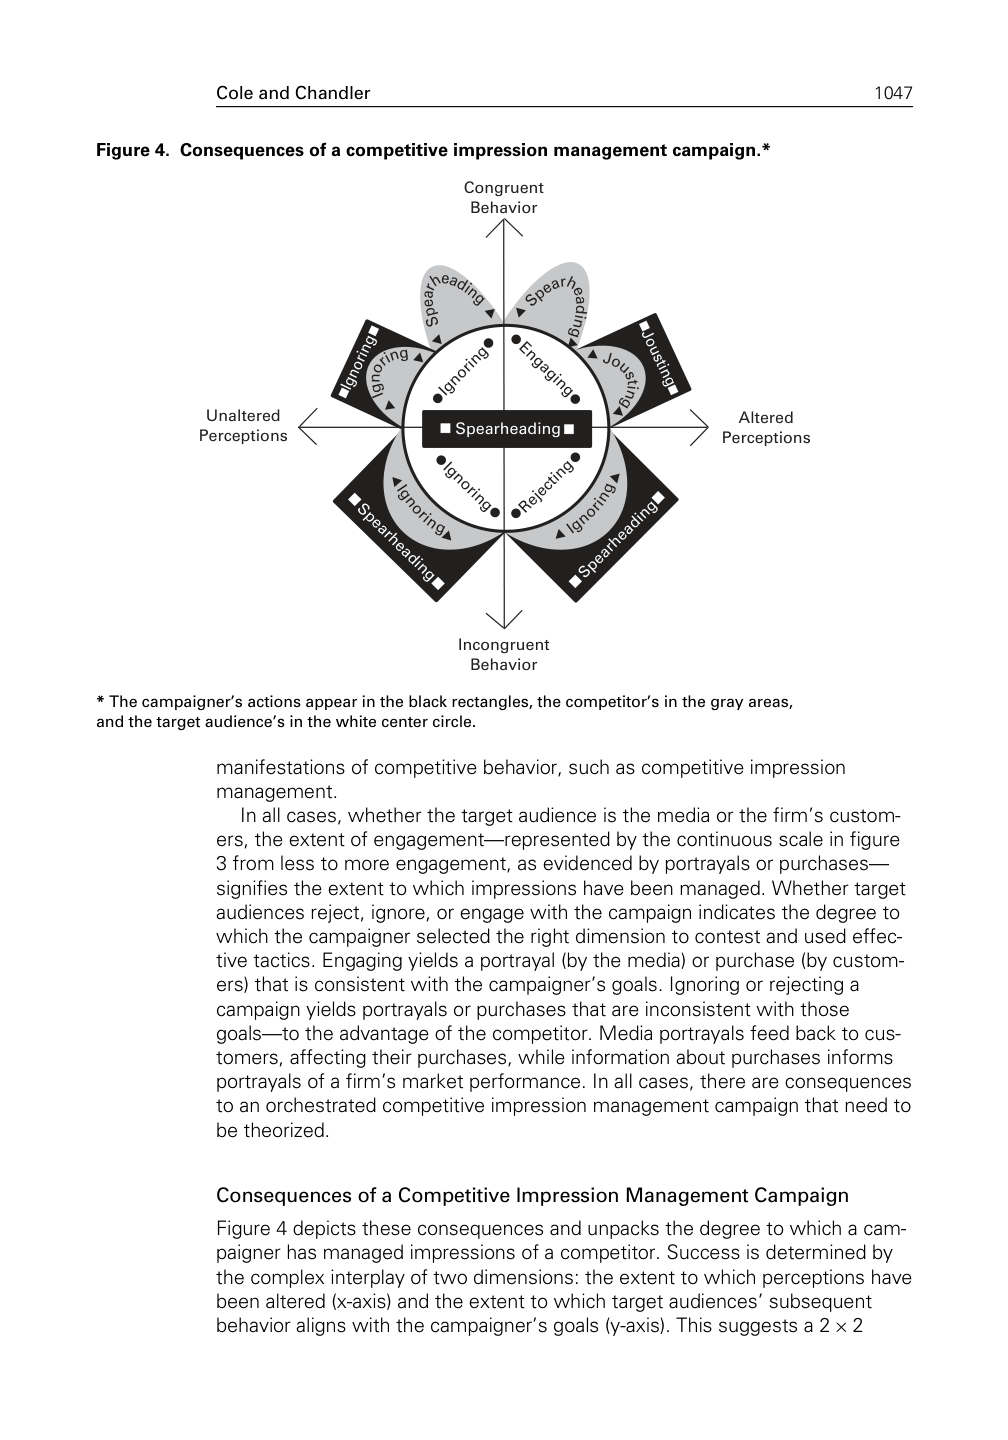 Cole and Chandler 1047
Figure 4. Consequences of a competitive impression management campaign.*
Congruent
Behavior
Spearheading
Spearheading
Ignoring
Ignoring
Ignoring
Engaging
Jousting
Jousting
Unaltered
Perceptions
Spearheading
Altered
Perceptions
Ignoring
Rejecting
Ignoring
Ignoring
Spearheading
Spearheading
Incongruent
Behavior
* The campaigner’s actions appear in the black rectangles, the competitor’s in the gray areas,
and the target audience’s in the white center circle.
manifestations of competitive behavior, such as competitive impression
management.
In all cases, whether the target audience is the media or the firm’s custom-
ers, the extent of engagement—represented by the continuous scale in figure
3 from less to more engagement, as evidenced by portrayals or purchases—
signifies the extent to which impressions have been managed. Whether target
audiences reject, ignore, or engage with the campaign indicates the degree to
which the campaigner selected the right dimension to contest and used effec-
tive tactics. Engaging yields a portrayal (by the media) or purchase (by custom-
ers) that is consistent with the campaigner’s goals. Ignoring or rejecting a
campaign yields portrayals or purchases that are inconsistent with those
goals—to the advantage of the competitor. Media portrayals feed back to cus-
tomers, affecting their purchases, while information about purchases informs
portrayals of a firm’s market performance. In all cases, there are consequences
to an orchestrated competitive impression management campaign that need to
be theorized.
Consequences of a Competitive Impression Management Campaign
Figure 4 depicts these consequences and unpacks the degree to which a cam-
paigner has managed impressions of a competitor. Success is determined by
the complex interplay of two dimensions: the extent to which perceptions have
been altered (x-axis) and the extent to which target audiences’ subsequent
behavior aligns with the campaigner’s goals (y-axis). This suggests a 2 × 2